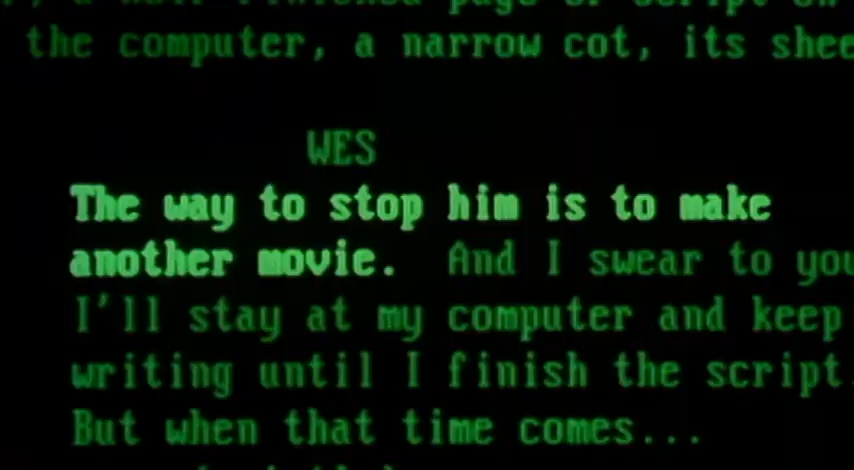 the computer, a narrow cot, its
WES
The way to stop him is to make
another movie. And I swear to you
I'll stay at my computer and keep
writing until I finish the script.
But when that time comes...